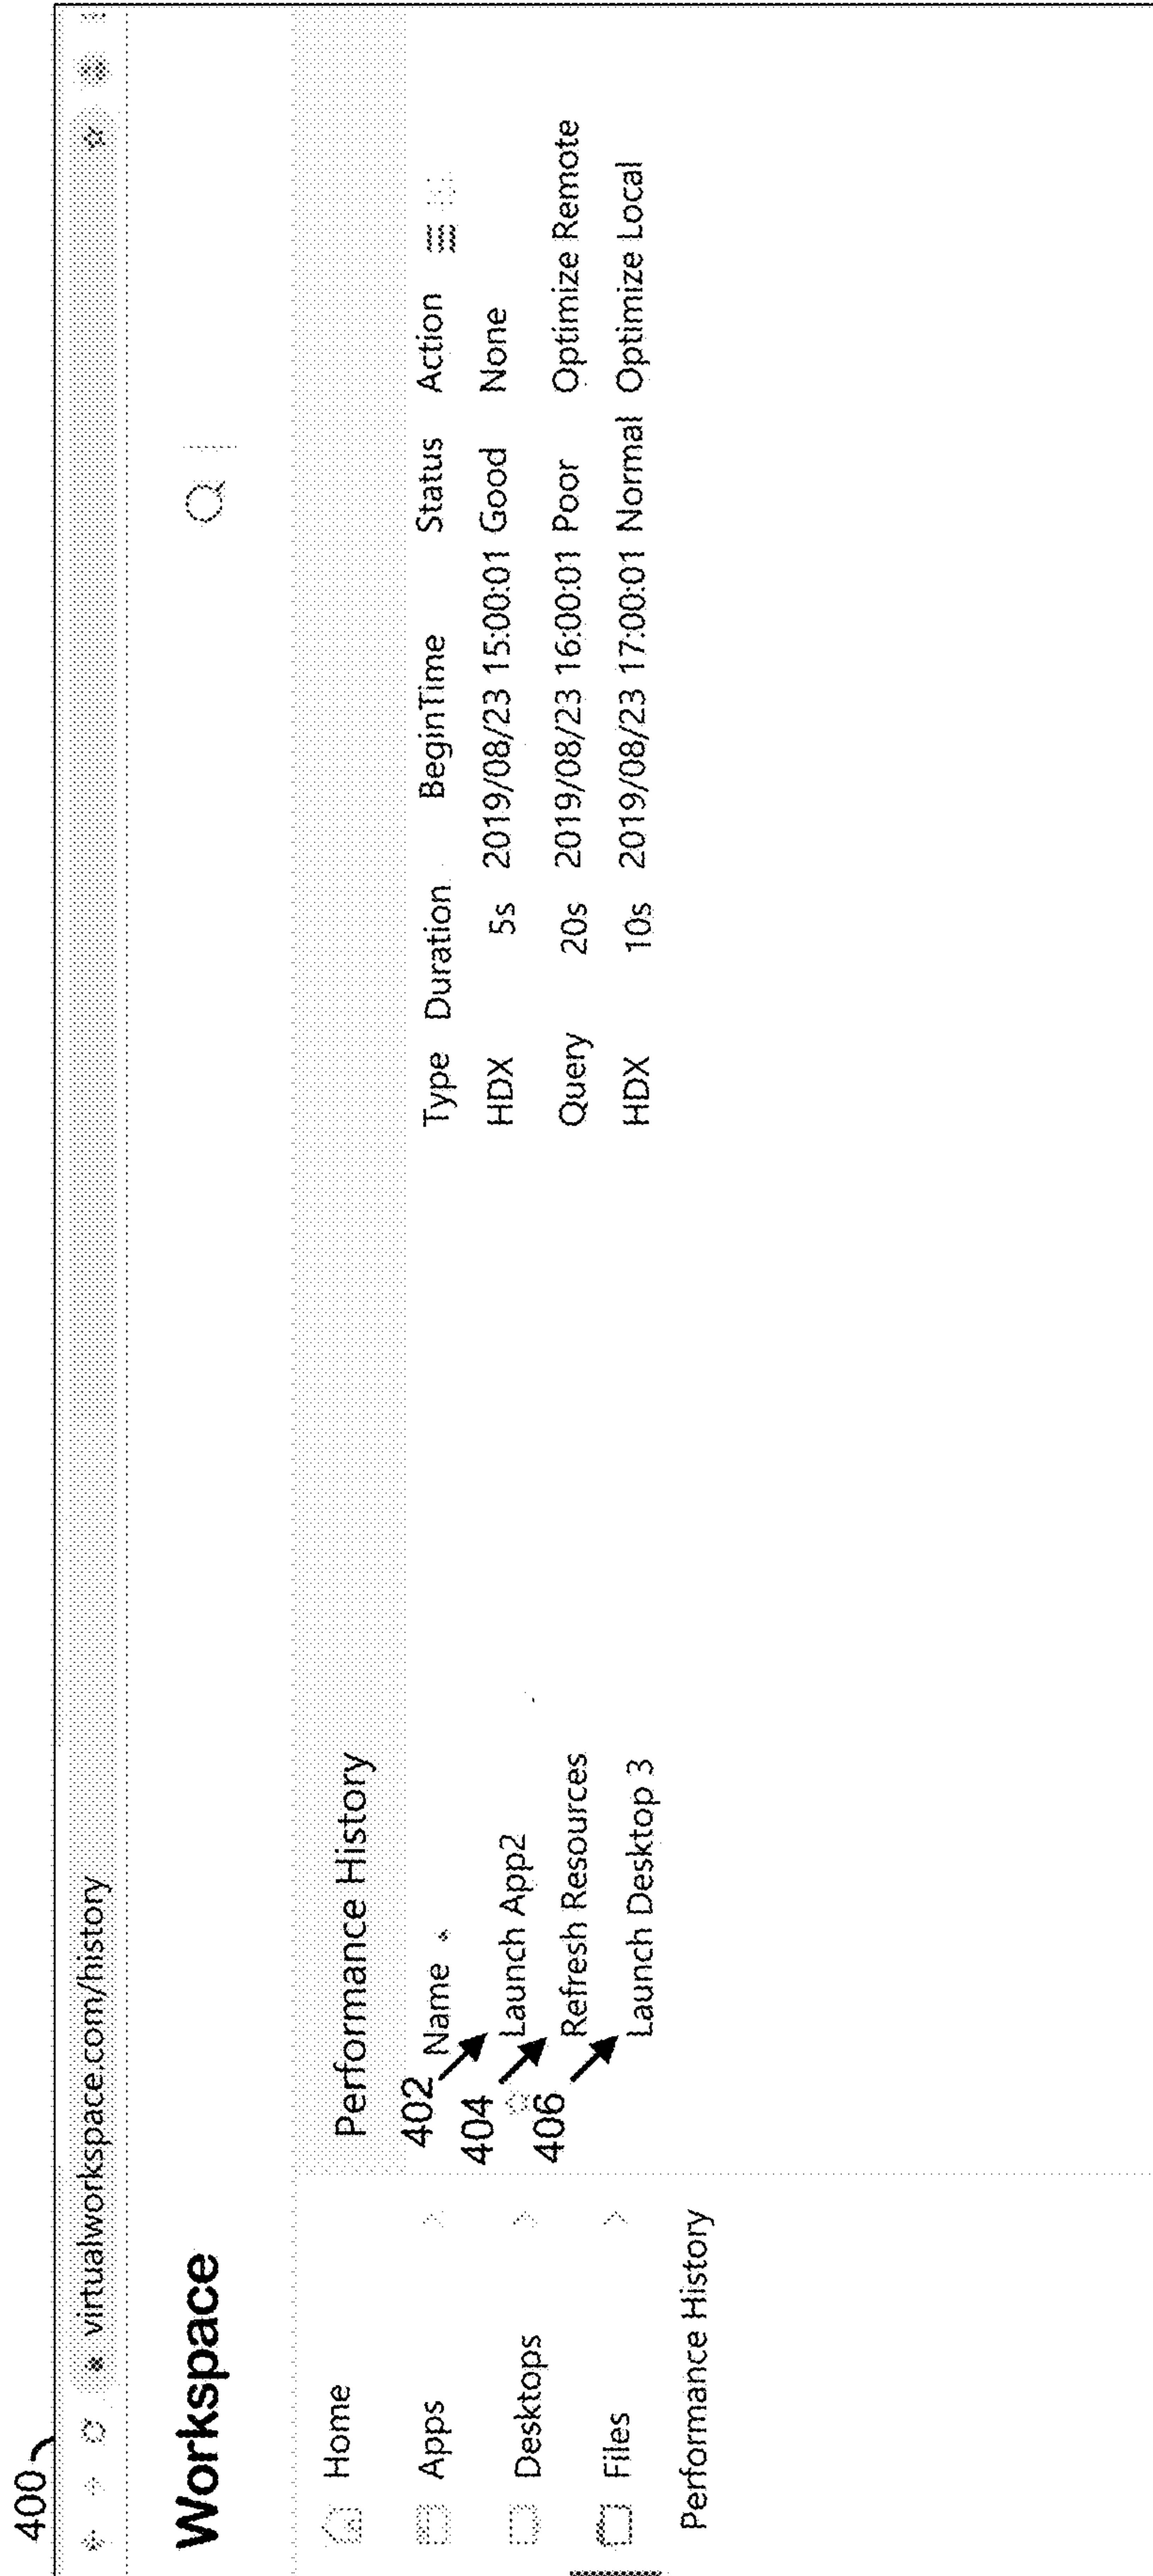 400
virtualworkspace.com/history
Workspace
Home
Apps
Desktops
Files
Performance History
Performance History
Name Type Duration BeginTime Status Action
402 Launch App2 HDX 5s 2019/08/23 15:00:01 Good None
404 Refresh Resources Query 20s 2019/08/23 16:00:01 Poor Optimize Remote
406 Launch Desktop 3 HDX 10s 2019/08/23 17:00:01 Normal Optimize Local